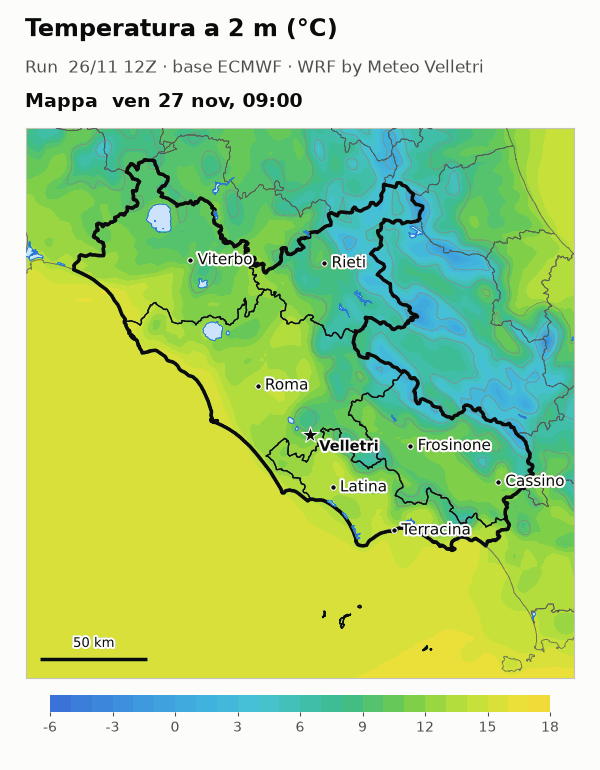 Temperatura a 2 m (°C)
Run  26/11 12Z · base ECMWF · WRF by Meteo Velletri
Mappa  ven 27 nov, 09:00
Viterbo
Rieti
Roma
Velletri
Frosinone
Latina
Cassino
Terracina
50 km
-6 -3 0 3 6 9 12 15 18